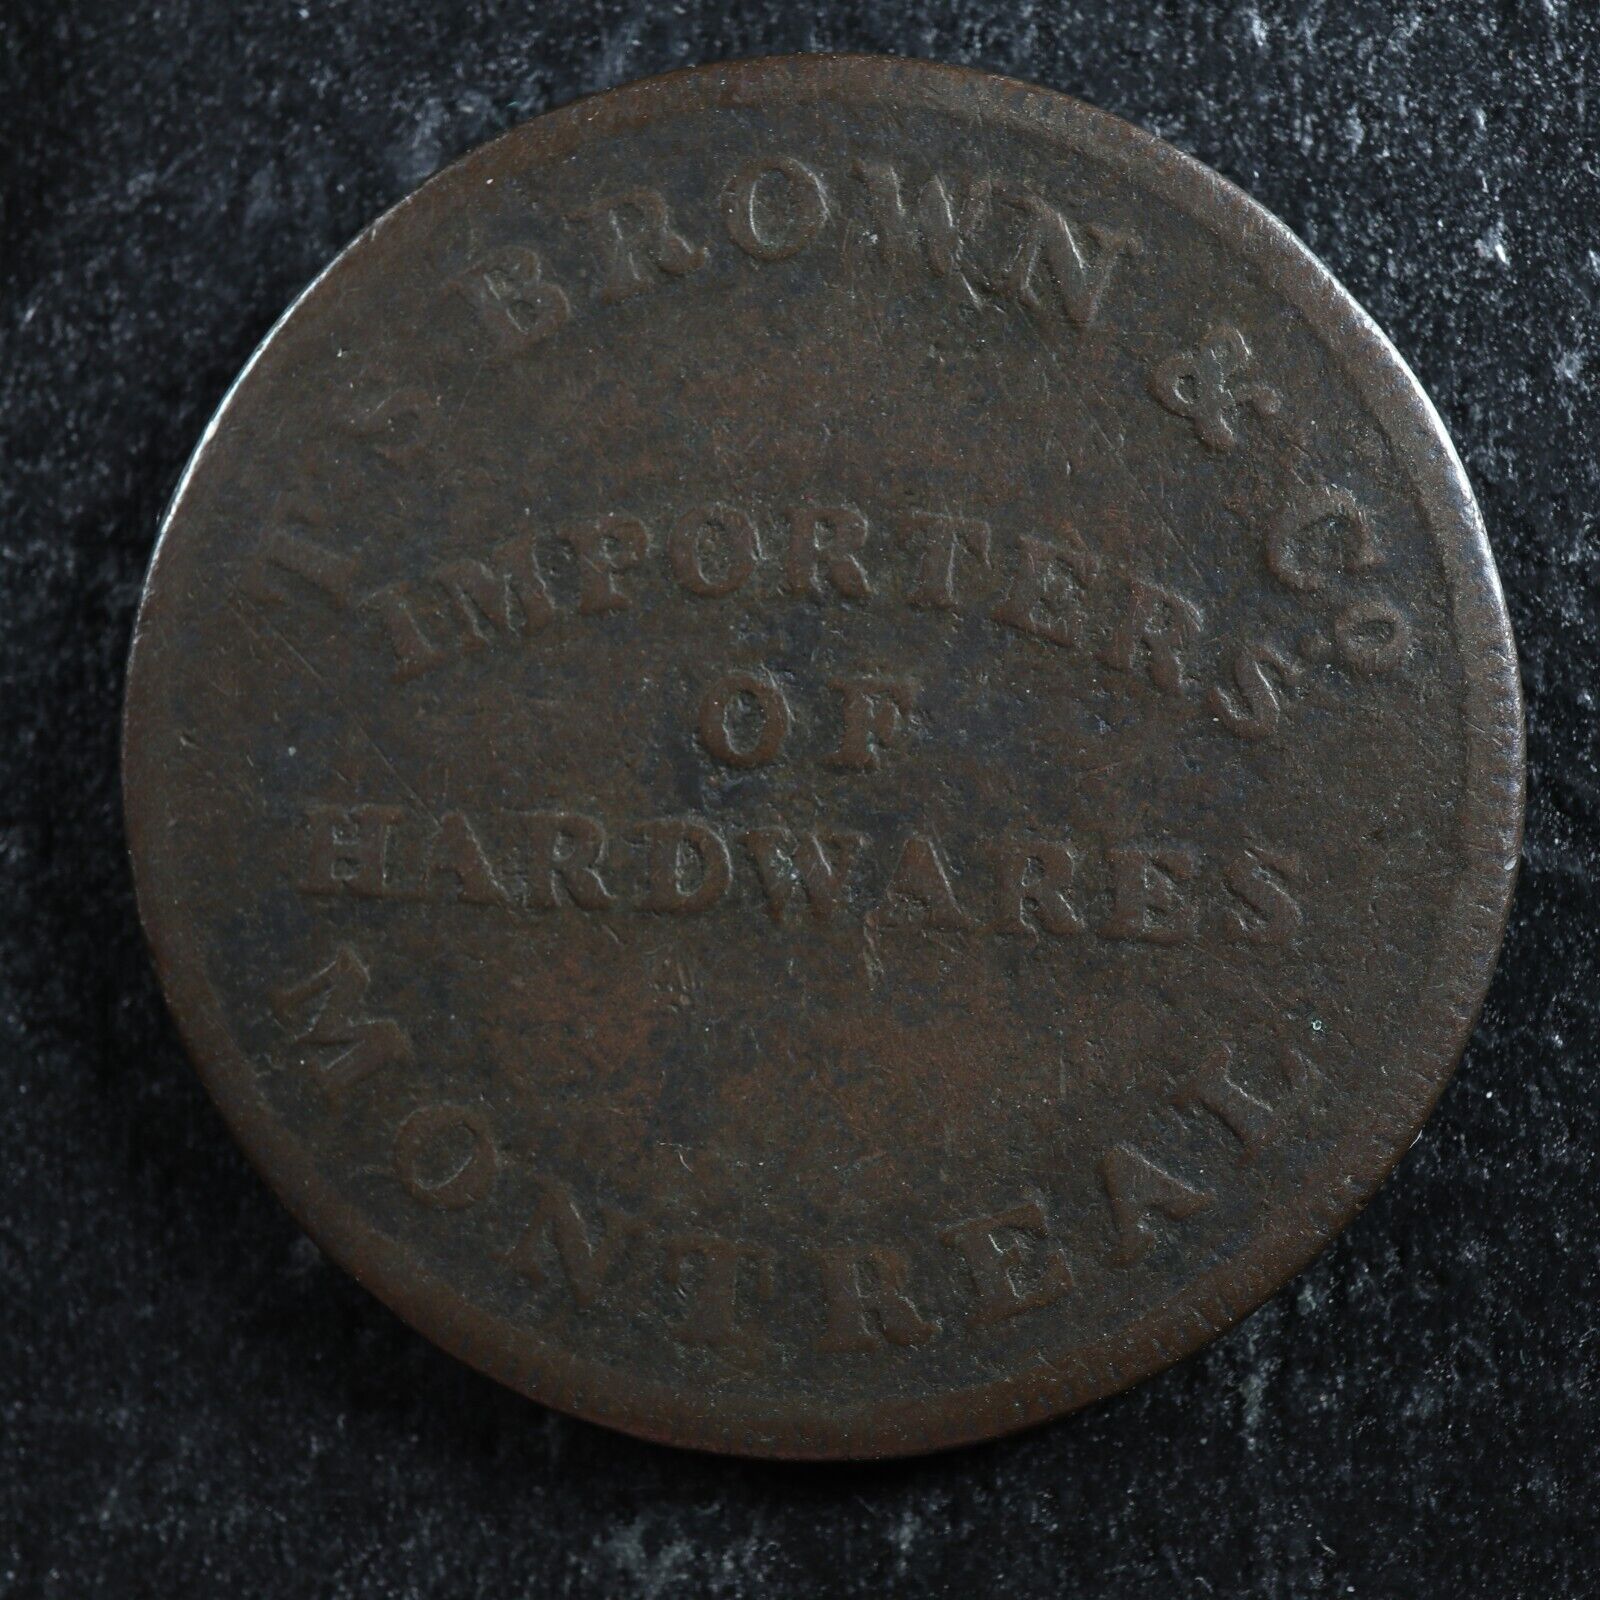 T.S BROWN & Co
IMPORTERS
OF
HARDWARES
MONTREAL